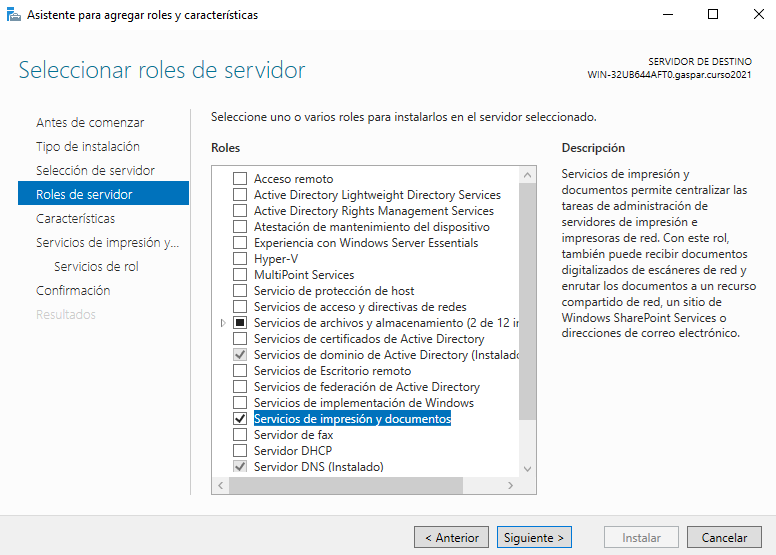 Asistente para agregar roles y características
Seleccionar roles de servidor
SERVIDOR DE DESTINO
WIN-32UB644AFT0.gaspar.curso2021
Antes de comenzar
Tipo de instalación
Selección de servidor
Roles de servidor
Características
Servicios de impresión y...
Servicios de rol
Confirmación
Resultados
Seleccione uno o varios roles para instalarlos en el servidor seleccionado.
Roles
Acceso remoto
Active Directory Lightweight Directory Services
Active Directory Rights Management Services
Atestación de mantenimiento del dispositivo
Experiencia con Windows Server Essentials
Hyper-V
MultiPoint Services
Servicio de protección de host
Servicios de acceso y directivas de redes
Servicios de archivos y almacenamiento (2 de 12 in
Servicios de certificados de Active Directory
Servicios de dominio de Active Directory (Instalado
Servicios de Escritorio remoto
Servicios de federación de Active Directory
Servicios de implementación de Windows
Servicios de impresión y documentos
Servidor de fax
Servidor DHCP
Servidor DNS (Instalado)
Descripción
Servicios de impresión y
documentos permite centralizar las
tareas de administración de
servidores de impresión e
impresoras de red. Con este rol,
también puede recibir documentos
digitalizados de escáneres de red y
enrutar los documentos a un recurso
compartido de red, un sitio de
Windows SharePoint Services o
direcciones de correo electrónico.
< Anterior
Siguiente >
Instalar
Cancelar